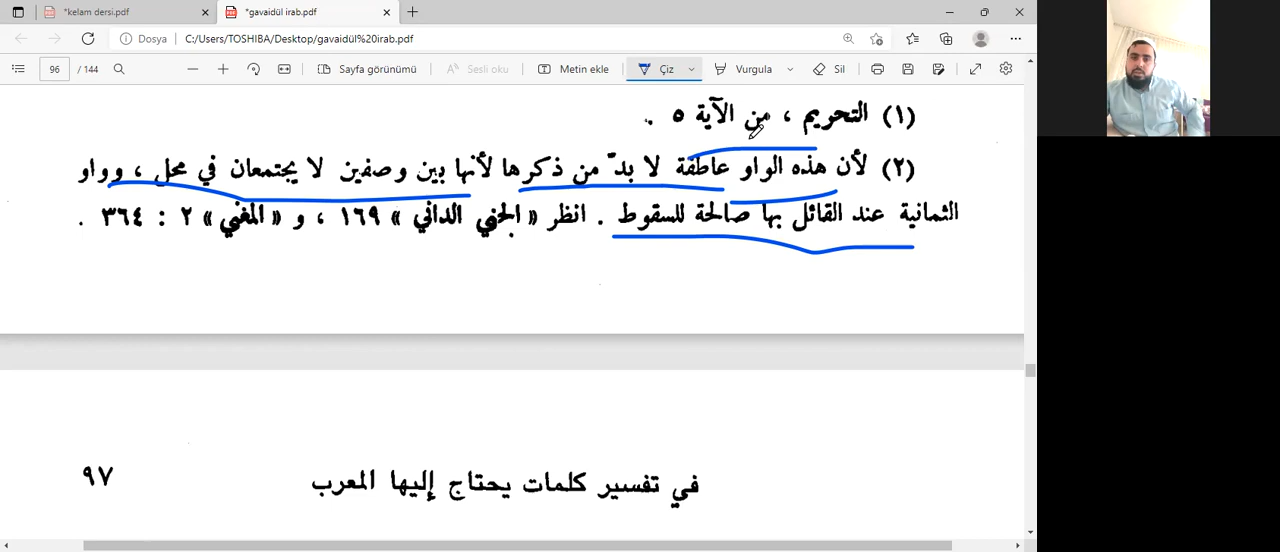 *kelam dersi.pdf
*gavaidül irab.pdf
Dosya C:/Users/TOSHIBA/Desktop/gavaidül%20irab.pdf
96 / 144 Sayfa görünümü Sesli oku Metin ekle Çiz Vurgula Sil
(١) التحريم ، من الآية ٥ .
(٢) لأن هذه الواو عاطفة لا بدّ من ذكرها لأنها بين وصفين لا يجتمعان في محل ، وواو
الثمانية عند القائل بها صالحة للسقوط . انظر « الجنى الداني » ١٦٩ ، و « المغني » ٢ : ٣٦٤ .
في تفسير كلمات يحتاج إليها المعرب
٩٧